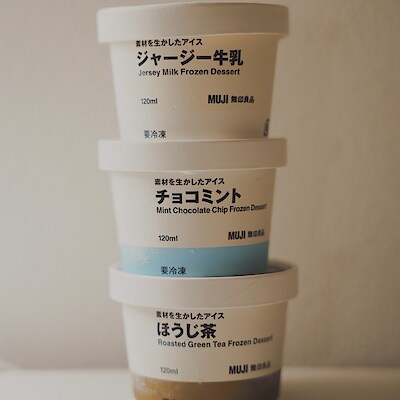 素材を生かしたアイス
ジャージー牛乳
Jersey Milk Frozen Dessert
120ml
MUJI 無印良品
要冷凍
素材を生かしたアイス
チョコミント
Mint Chocolate Chip Frozen Dessert
120ml
MUJI 無印良品
要冷凍
素材を生かしたアイス
ほうじ茶
Roasted Green Tea Frozen Dessert
120ml
MUJI 無印良品